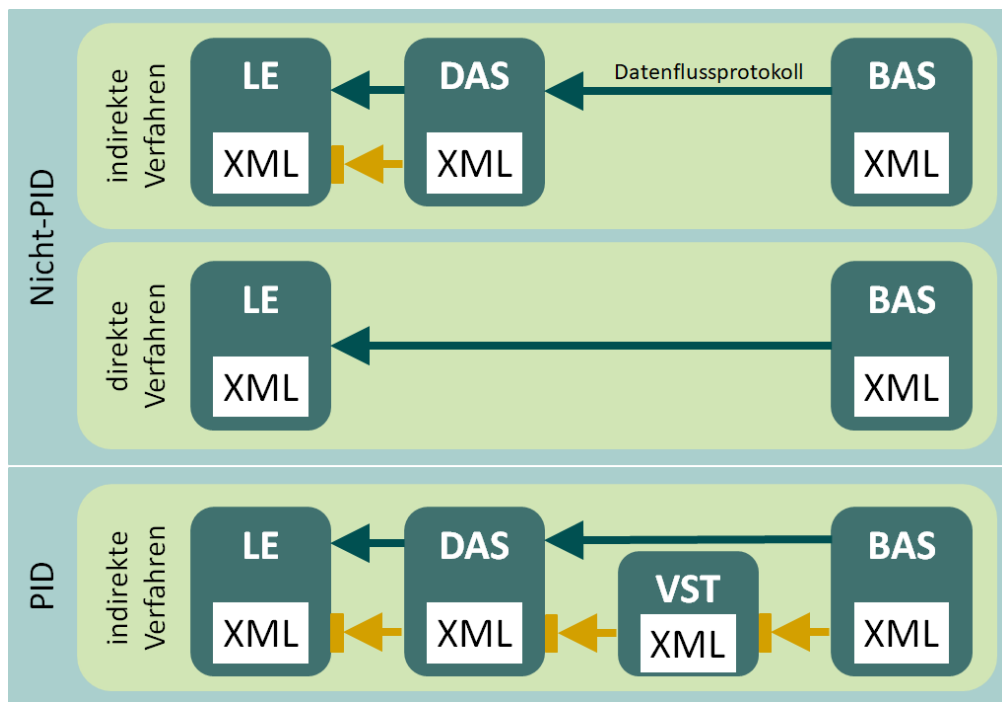 Nicht-PID
indirekte
Verfahren
LE
XML
DAS
XML
Datenflussprotokoll
BAS
XML
direkte
Verfahren
LE
XML
BAS
XML
PID
indirekte
Verfahren
LE
XML
DAS
XML
VST
XML
BAS
XML